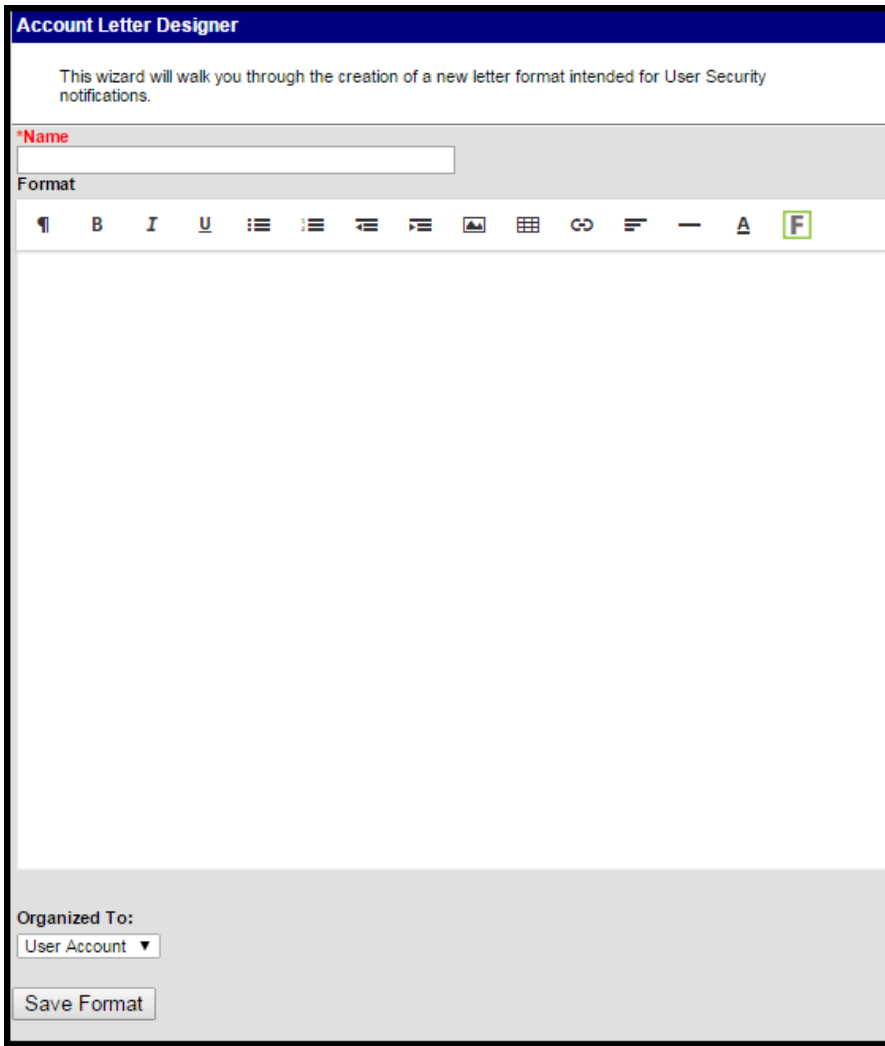 Account Letter Designer
This wizard will walk you through the creation of a new letter format intended for User Security
notifications.
*Name
Format
¶ B I U A F
Organized To:
User Account ▼
Save Format